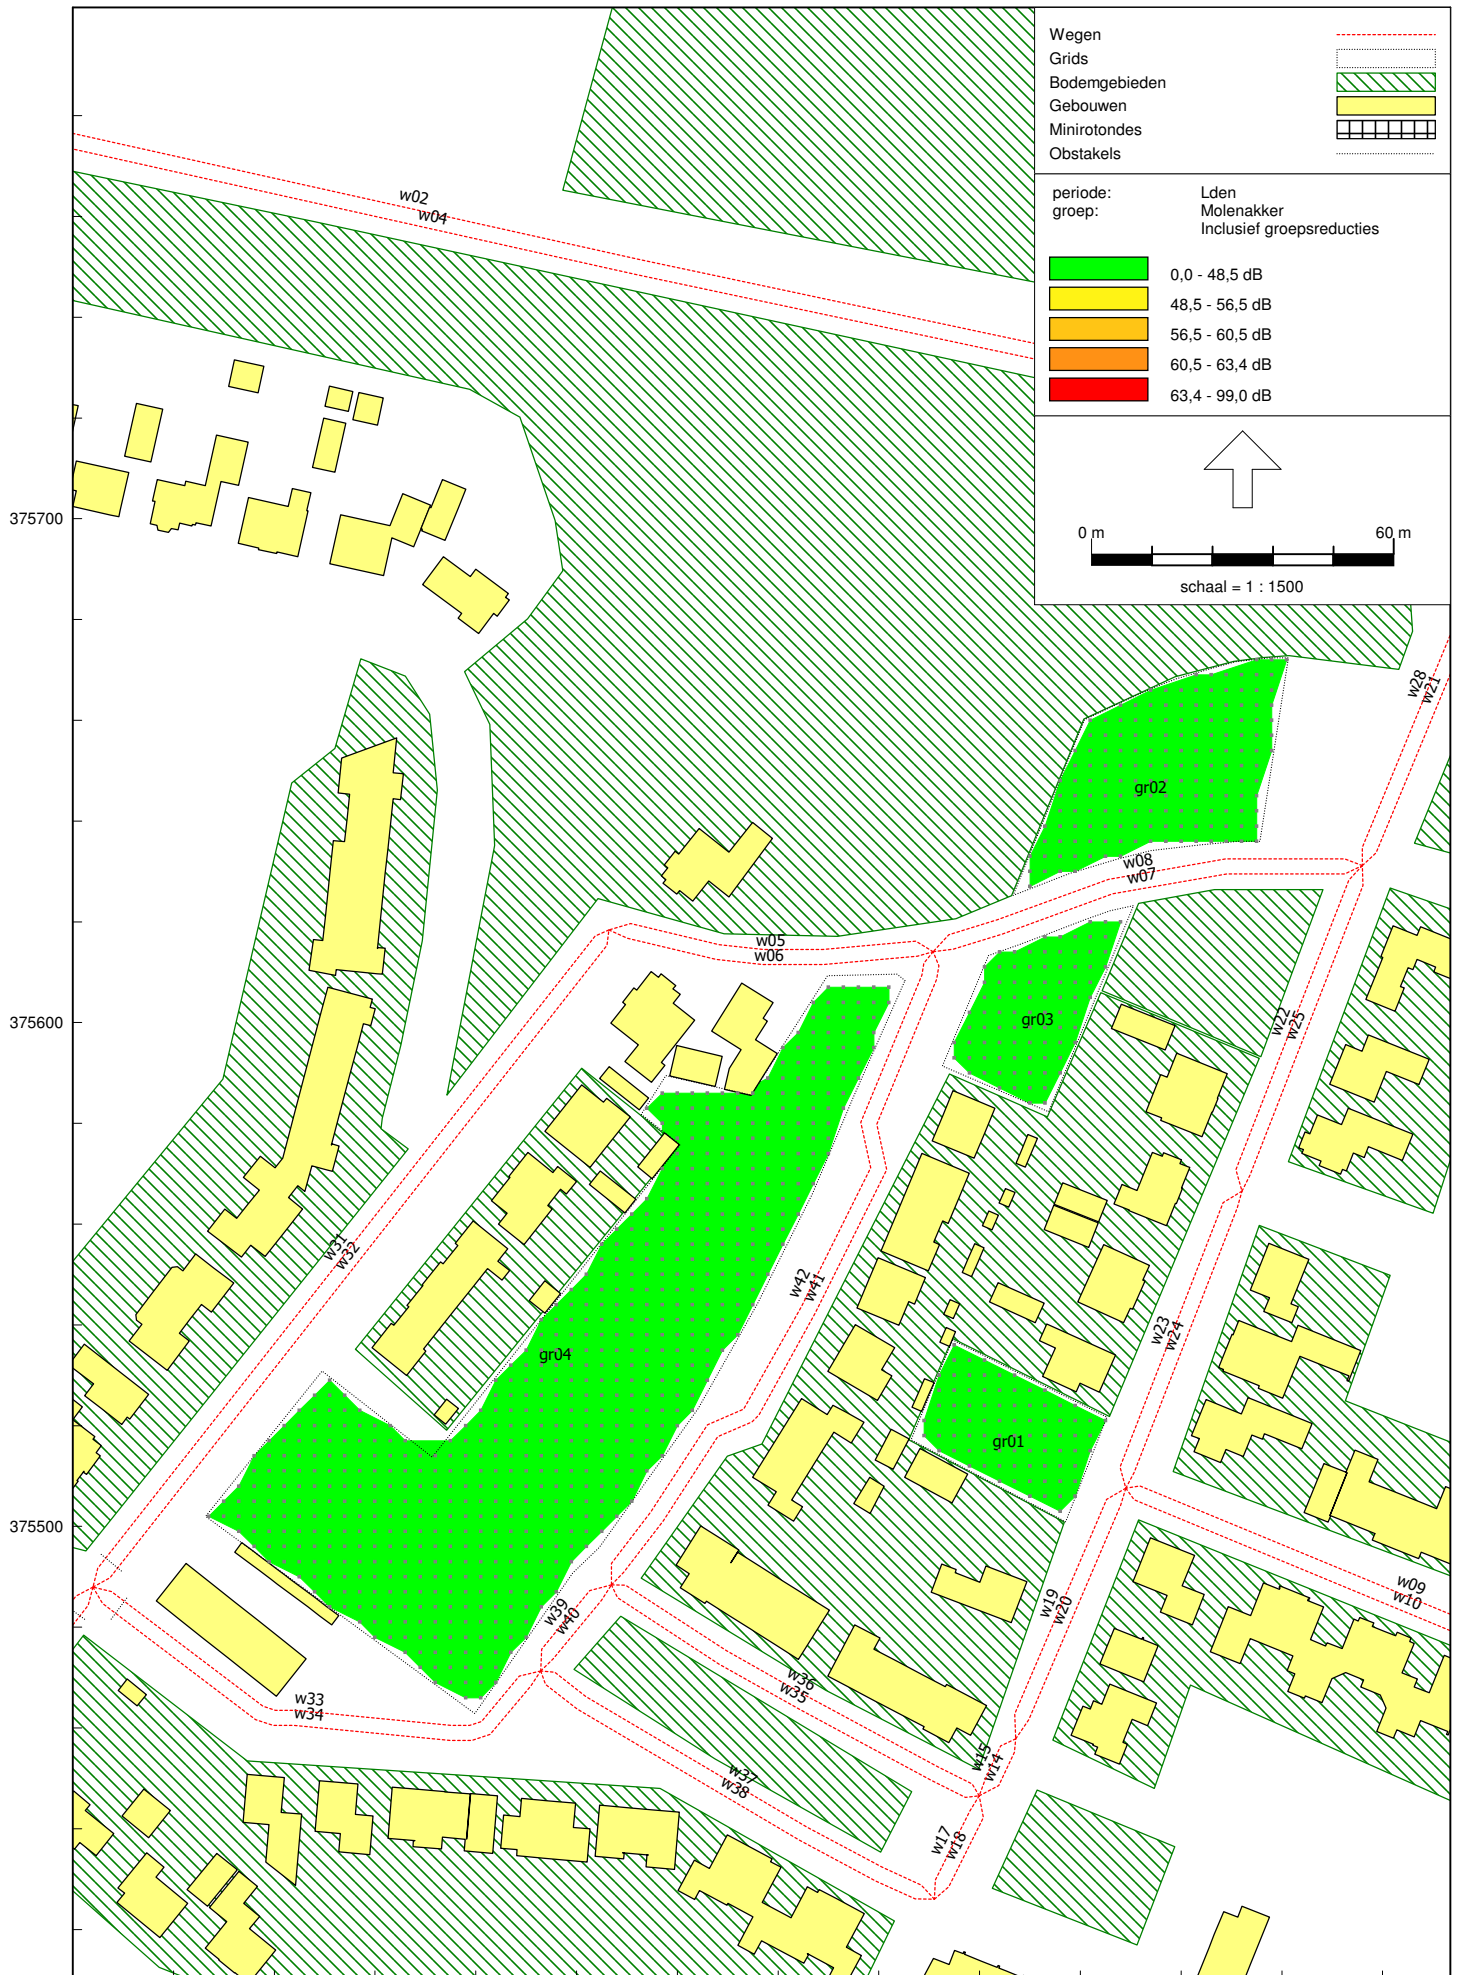 Wegen
Grids
Bodemgebieden
Gebouwen
Minirotondes
Obstakels
periode: Lden
groep: Molenakker
Inclusief groepsreducties
0,0 - 48,5 dB
48,5 - 56,5 dB
56,5 - 60,5 dB
60,5 - 63,4 dB
63,4 - 99,0 dB
0 m 60 m
schaal = 1 : 1500
w02
w04
375700
w28
w21
gr02
w08
w07
w05
w06
375600
gr03
w22
w25
w31
w32
w42
w41
w23
w24
gr04
gr01
375500
w09
w10
w39
w40
w19
w20
w36
w35
w33
w34
w15
w14
w37
w38
w17
w18